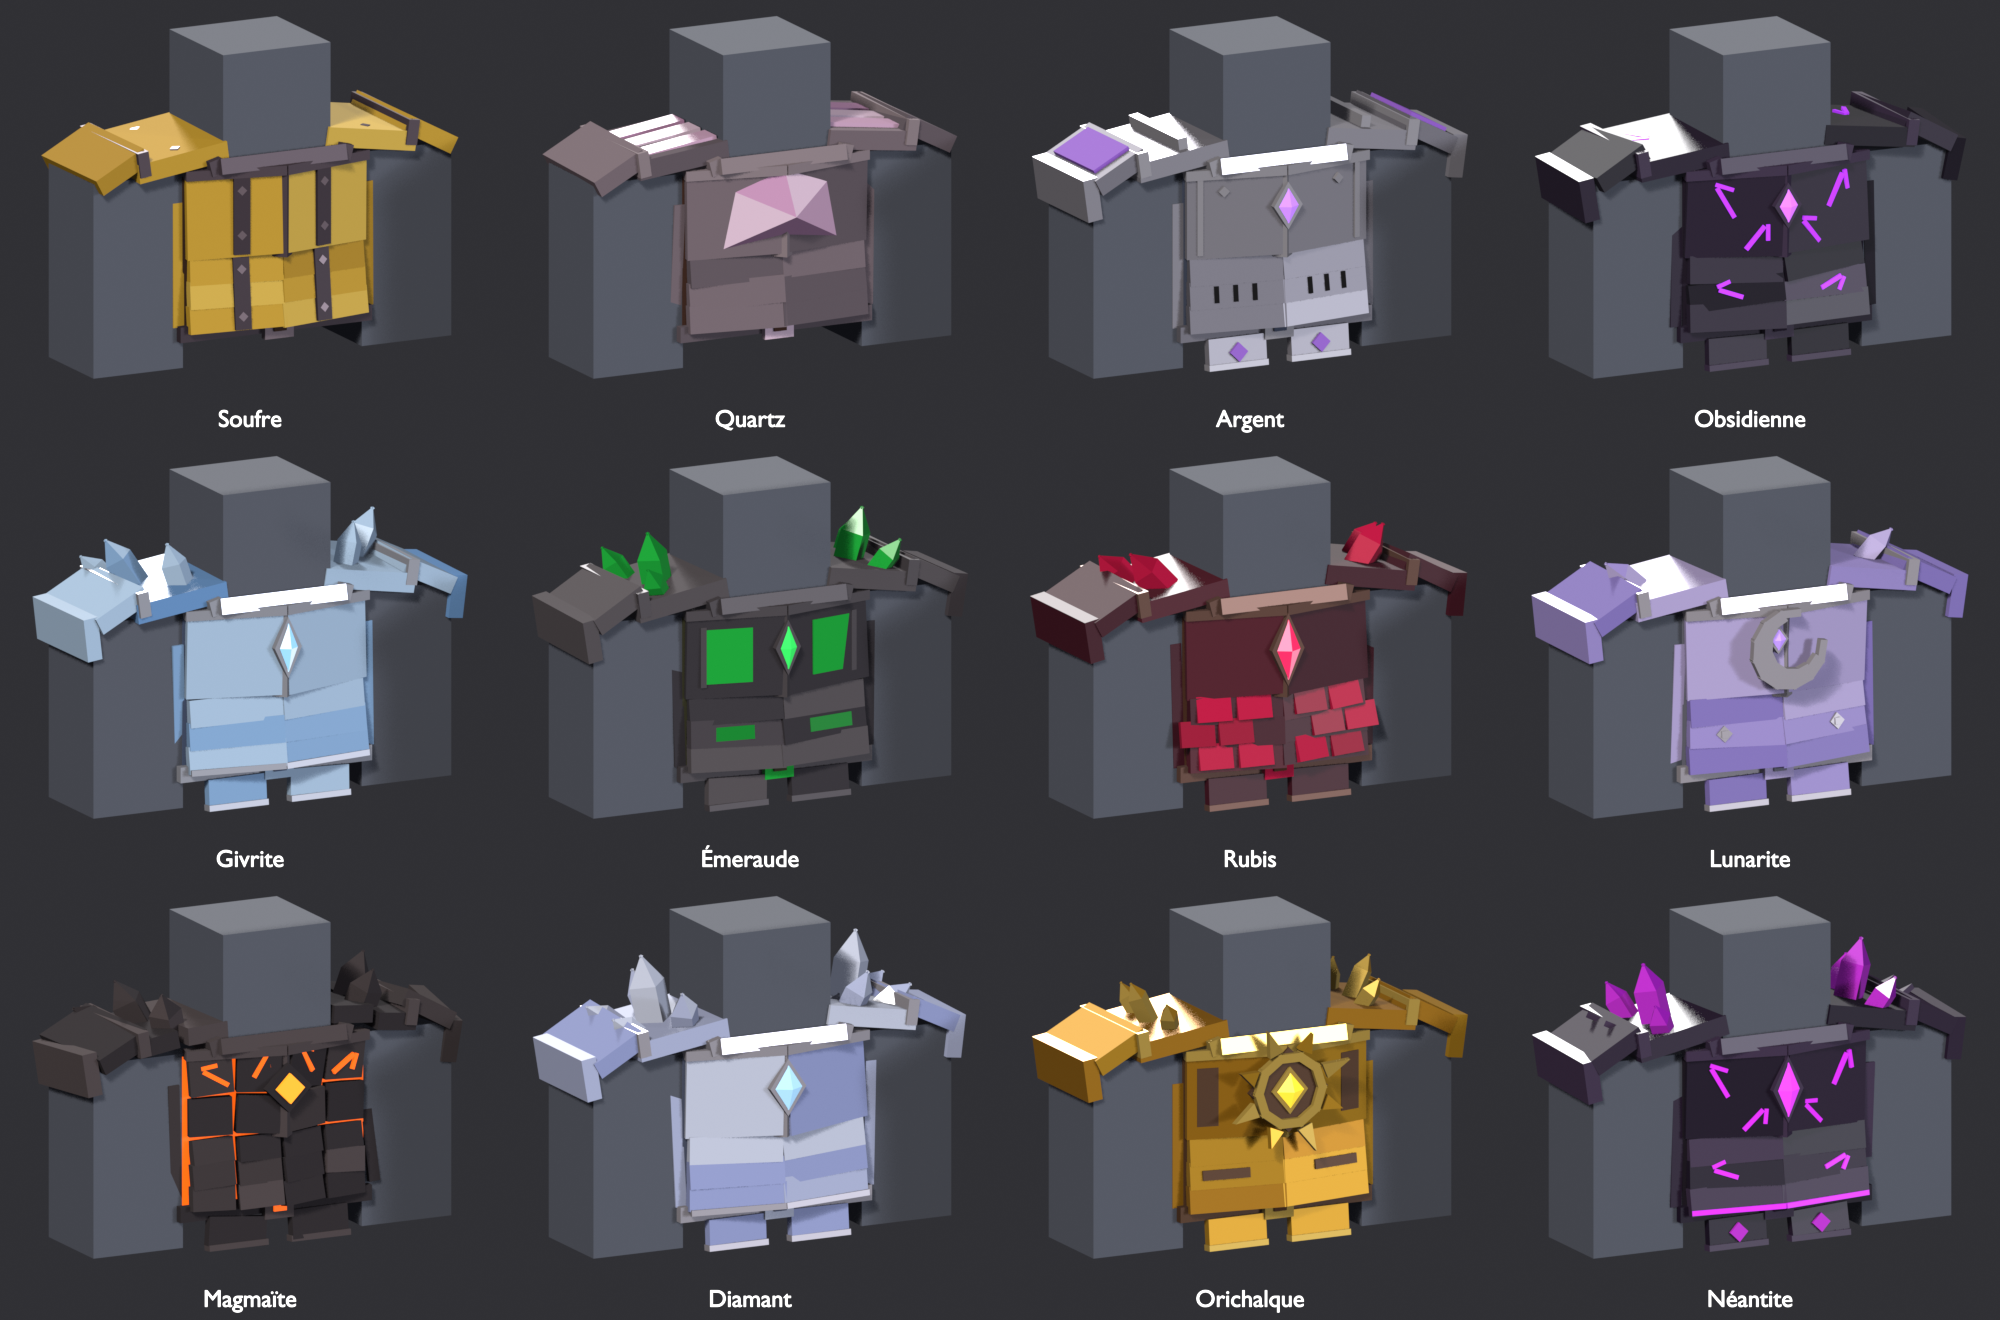 Soufre
Quartz
Argent
Obsidienne
Givrite
Émeraude
Rubis
Lunarite
Magmaïte
Diamant
Orichalque
Néantite